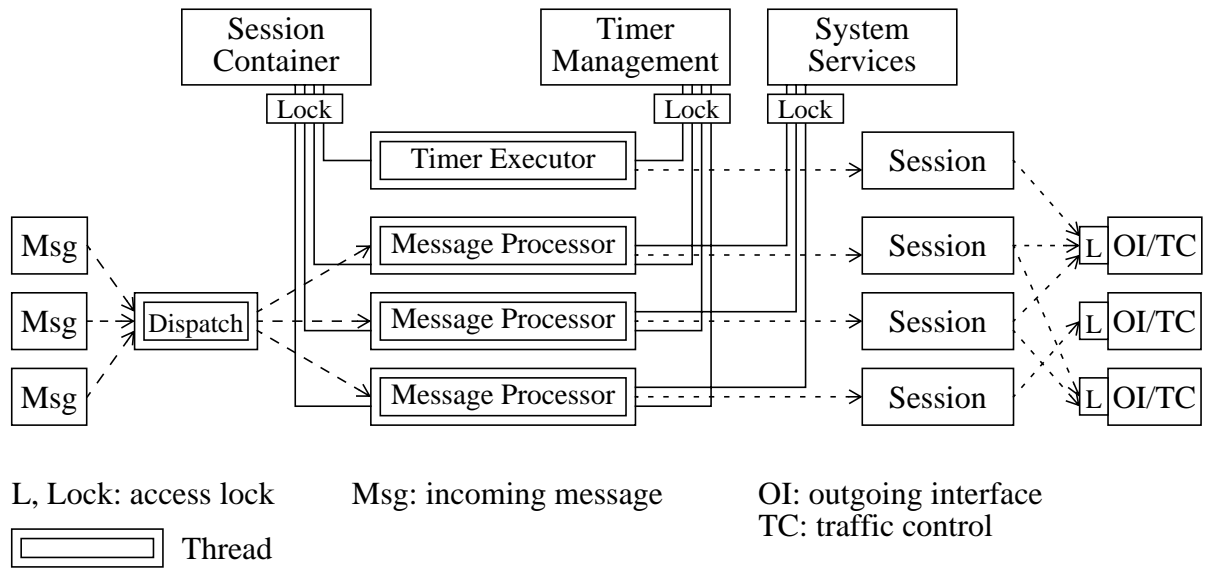 Session
Container
Timer
Management
System
Services
Lock
Lock
Lock
Timer Executor
Session
Msg
Message Processor
Session
L
OI/TC
Msg
Dispatch
Message Processor
Session
L
OI/TC
Msg
Message Processor
Session
L
OI/TC
L, Lock: access lock
Msg: incoming message
OI: outgoing interface
TC: traffic control
Thread